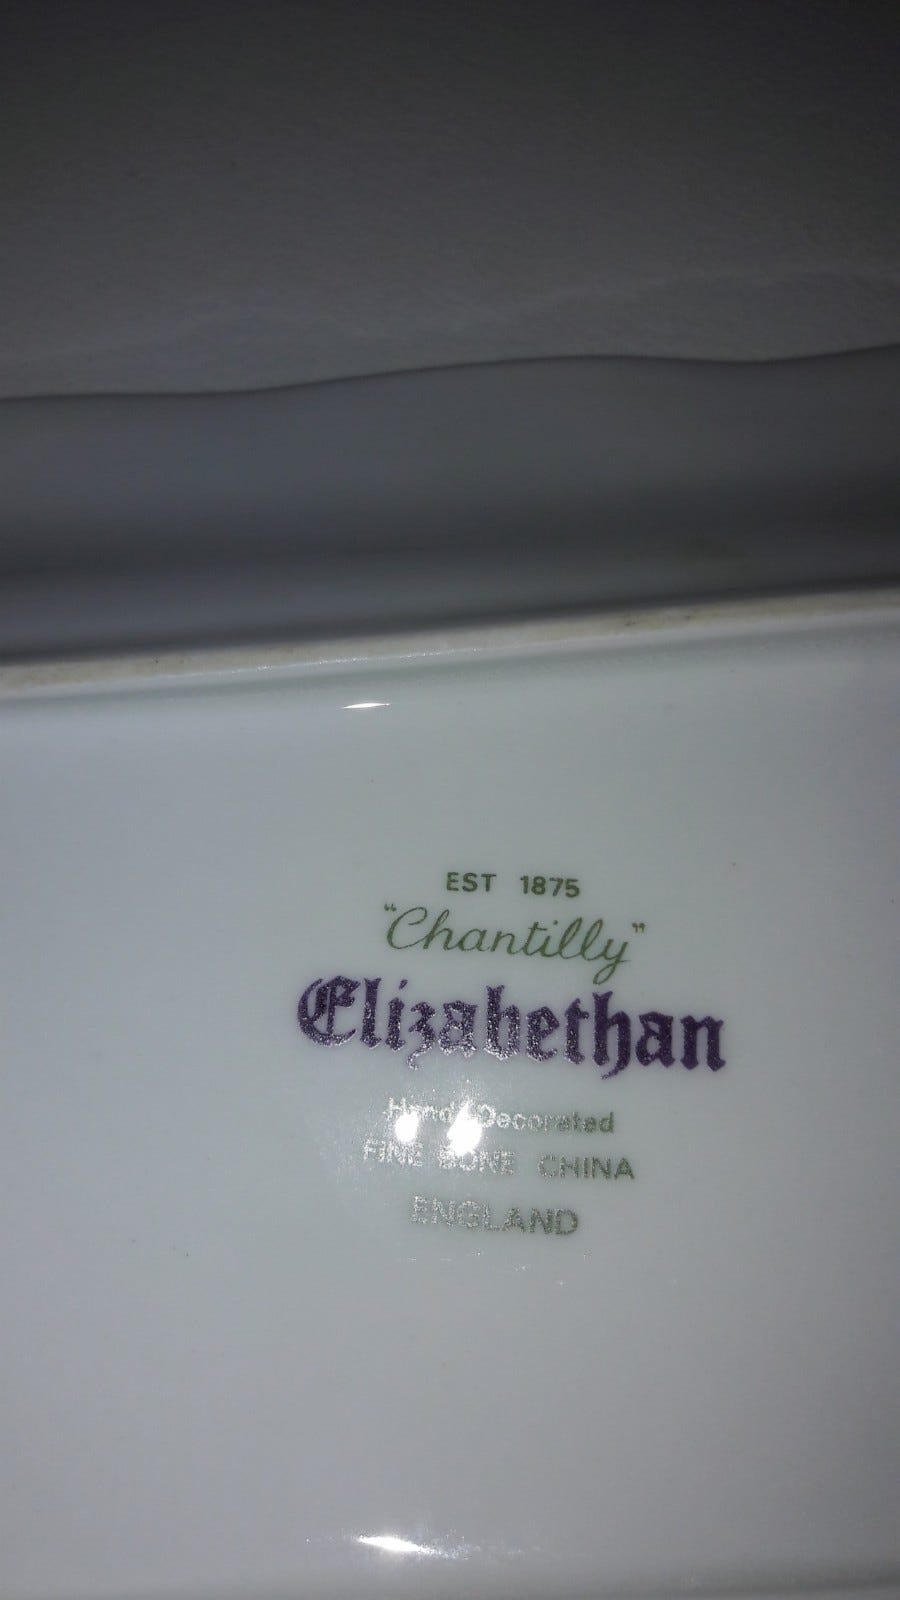 EST 1875
"Chantilly"
Elizabethan
Hand Decorated
FINE BONE CHINA
ENGLAND